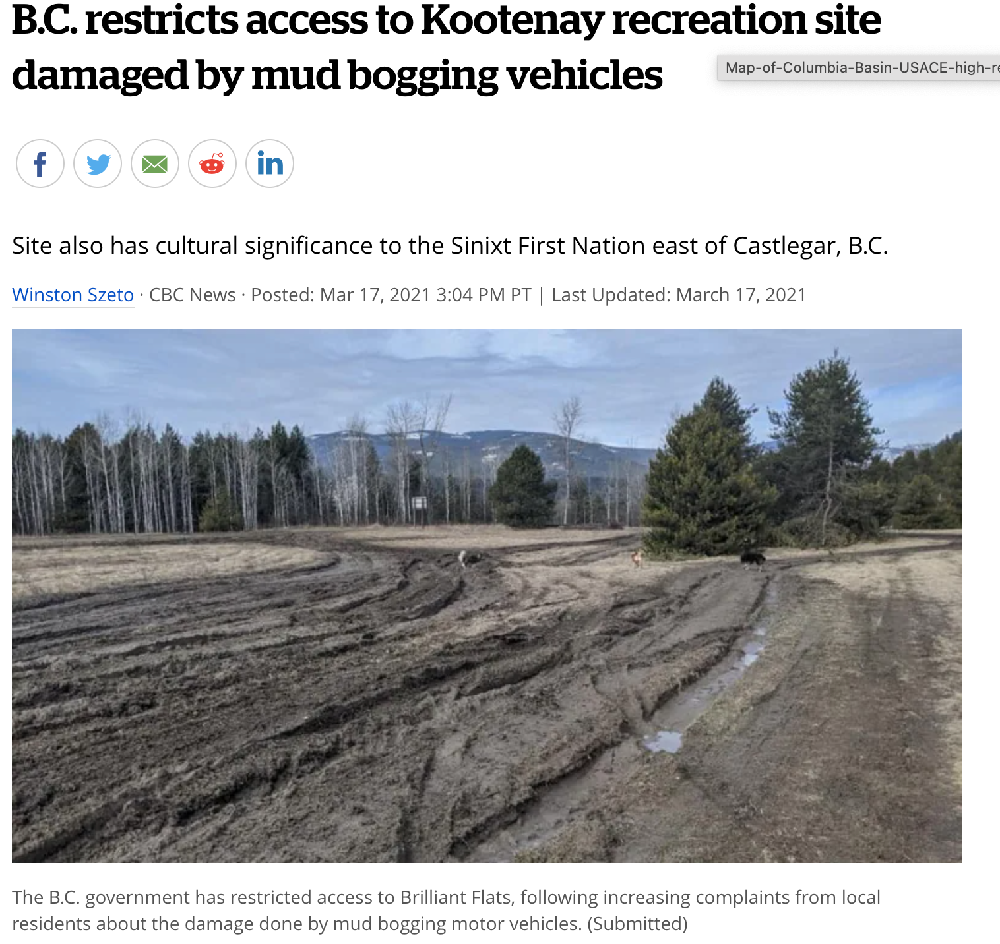 B.C. restricts access to Kootenay recreation site
damaged by mud bogging vehicles
Map-of-Columbia-Basin-USACE-high-re
f
in
Site also has cultural significance to the Sinixt First Nation east of Castlegar, B.C.
Winston Szeto · CBC News · Posted: Mar 17, 2021 3:04 PM PT | Last Updated: March 17, 2021
The B.C. government has restricted access to Brilliant Flats, following increasing complaints from local
residents about the damage done by mud bogging motor vehicles. (Submitted)